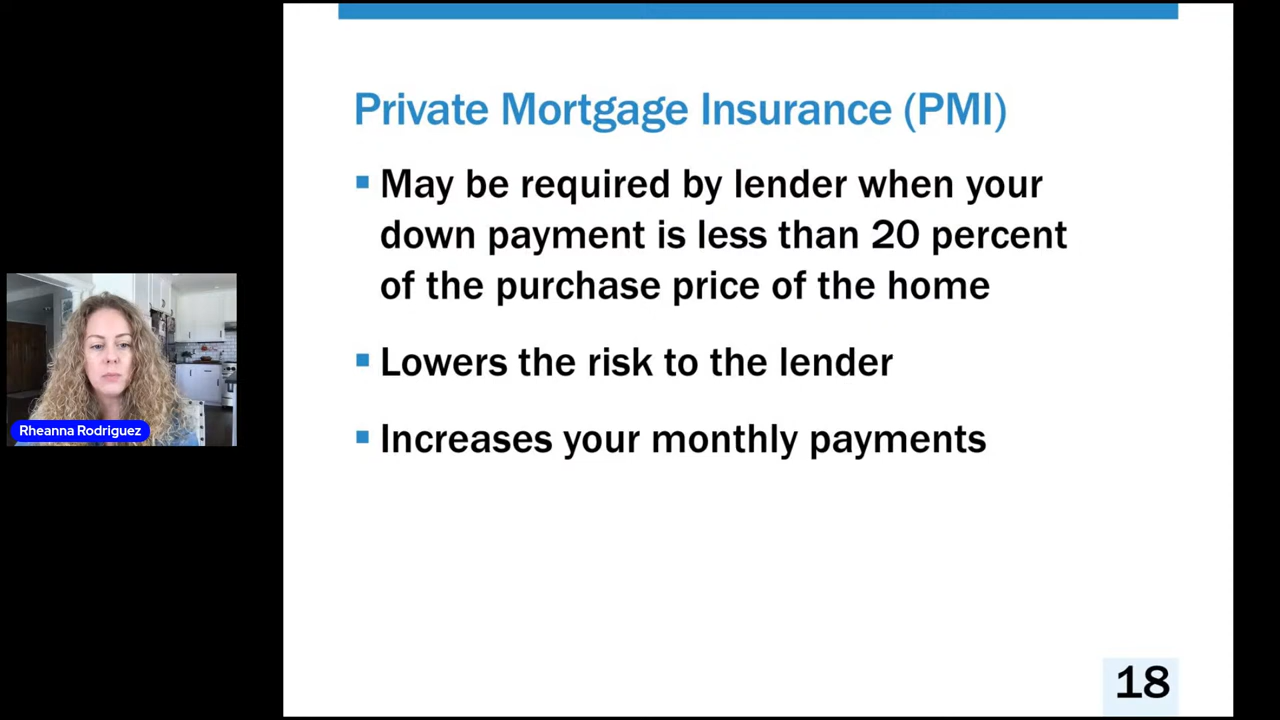 Private Mortgage Insurance (PMI)
▪ May be required by lender when your
down payment is less than 20 percent
of the purchase price of the home
▪ Lowers the risk to the lender
▪ Increases your monthly payments
Rheanna Rodriguez
18